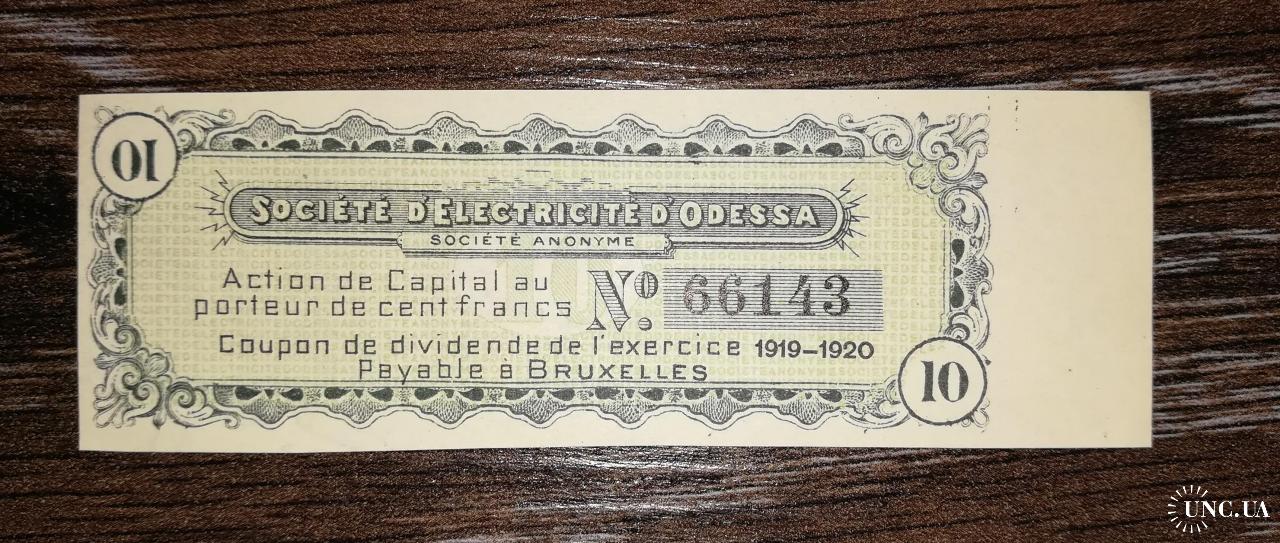 10
SOCIÉTÉ D'ELECTRICITÉ D'ODESSA
SOCIÉTÉ ANONYME
Action de Capital au
porteur de cent francs
Nº. 66143
Coupon de dividende de l'exercice 1919–1920
Payable à BRUXELLES
10
UNC.UA